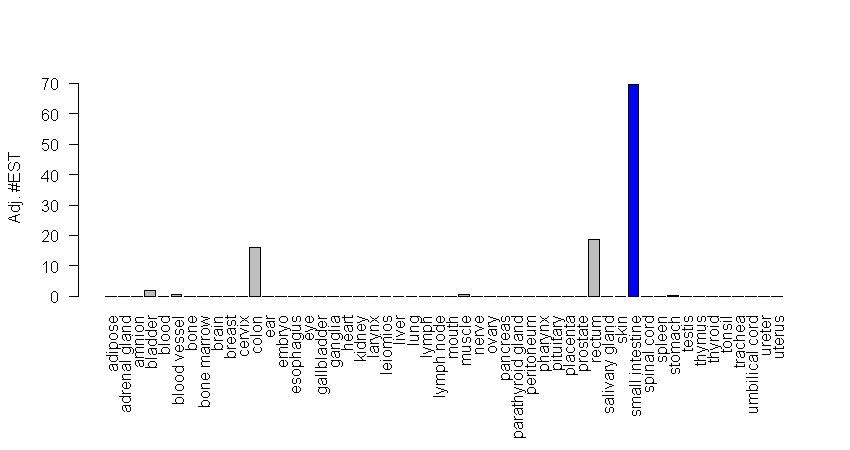 Adj. #EST
70
60
50
40
30
20
10
0
adipose
adrenal gland
amnion
bladder
blood
blood vessel
bone
bone marrow
brain
breast
cervix
colon
ear
embryo
esophagus
eye
gallbladder
ganglia
heart
kidney
larynx
leiomios
liver
lung
lymph
lymph node
mouth
muscle
nerve
ovary
pancreas
parathyroid gland
peritoneum
pharynx
pituitary
placenta
prostate
rectum
salivary gland
skin
small intestine
spinal cord
spleen
stomach
testis
thymus
thyroid
tonsil
trachea
umbilical cord
ureter
uterus